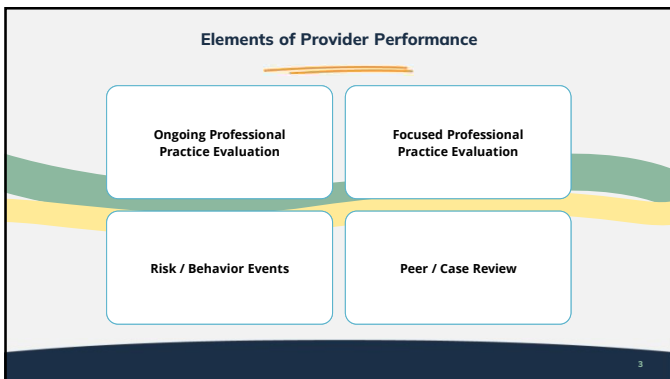 Elements of Provider Performance
Ongoing Professional
Practice Evaluation
Focused Professional
Practice Evaluation
Risk / Behavior Events
Peer / Case Review
3